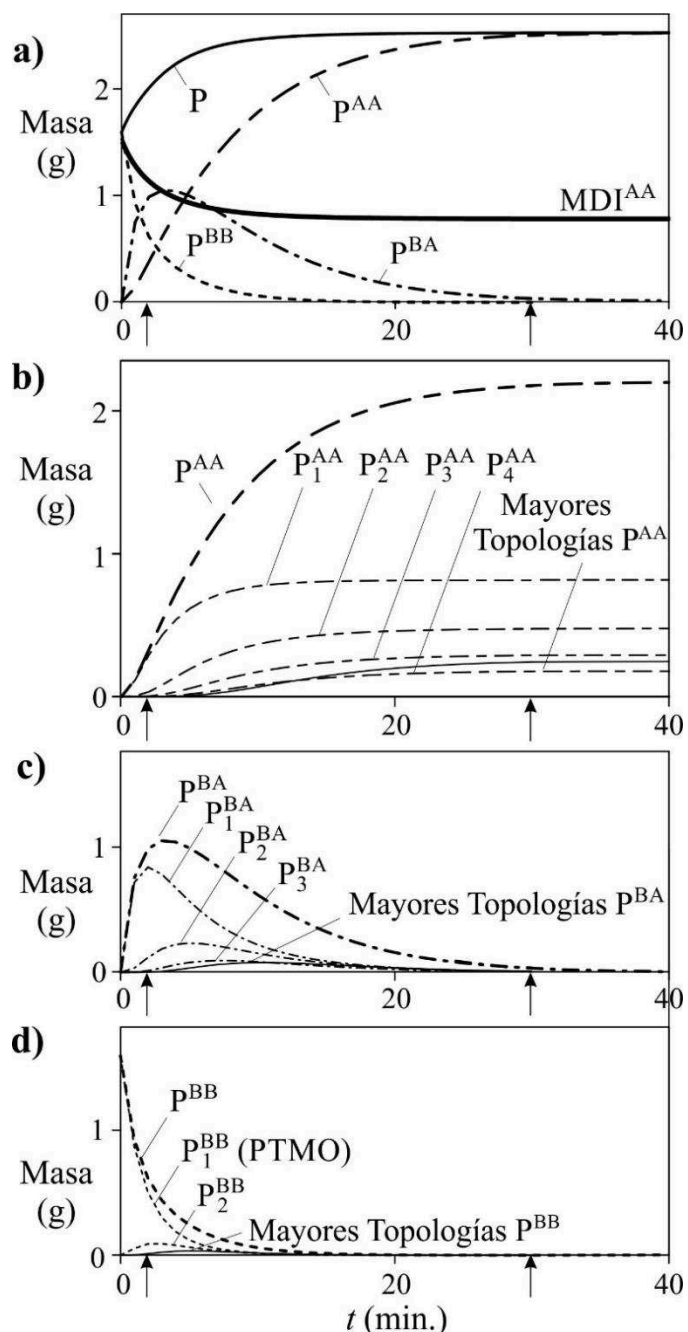 a)
2
P
P^AA
Masa
(g)
1
MDI^AA
P^BB
P^BA
0
0
20
40
b)
2
P^AA
P_1^AA
P_2^AA
P_3^AA
P_4^AA
Masa
(g)
Mayores
Topologías P^AA
1
0
0
20
40
c)
P^BA
P_1^BA
P_2^BA
P_3^BA
1
Masa
(g)
Mayores Topologías P^BA
0
0
20
40
d)
P^BB
1
P_1^BB (PTMO)
Masa
(g)
P_2^BB
Mayores Topologías P^BB
0
0
20
40
t (min.)